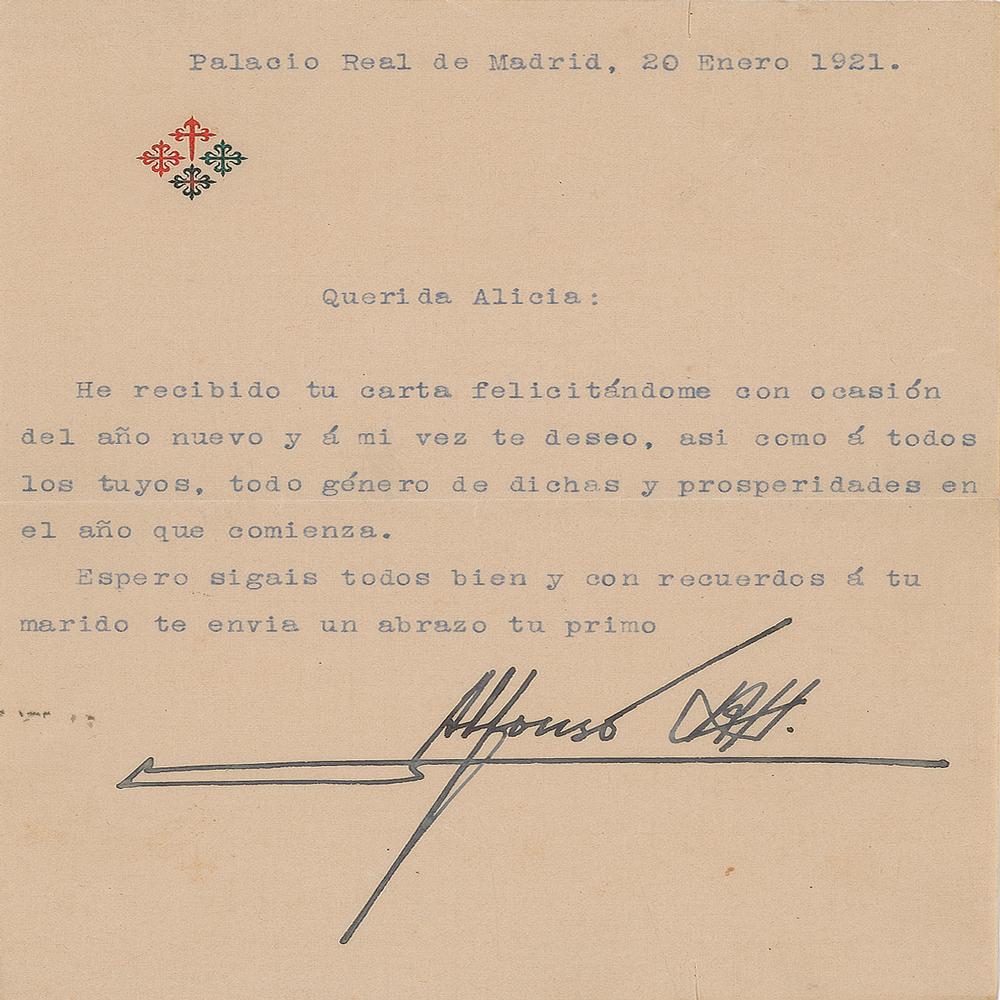 Palacio Real de Madrid, 20 Enero 1921.
Querida Alicia:
He recibido tu carta felicitándome con ocasión
del año nuevo y á mi vez te deseo, asi como á todos
los tuyos, todo género de dichas y prosperidades en
el año que comienza.
Espero sigais todos bien y con recuerdos á tu
marido te envia un abrazo tu primo
Alfonso